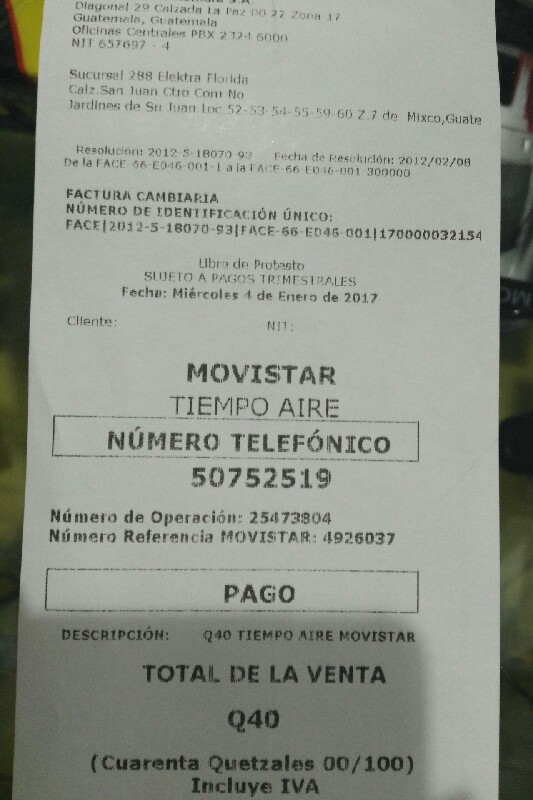 Diagonal 29 Calzada La Paz 00-27 Zona 17
Guatemala, Guatemala
Oficinas Centrales PBX 2324 6000
NIT 657697 - 4
Sucursal 288 Elektra Florida
Calz.San Juan Ctro Com No
Jardines de Sn Juan Loc 52-53-54-55-59-60 Z.7 de Mixco,Guate
Resolución: 2012-5-18070-93 Fecha de Resolución: 2012/02/08
De la FACE-66-E046-001-1 a la FACE-66-E046-001 300000
FACTURA CAMBIARIA
NÚMERO DE IDENTIFICACIÓN ÚNICO:
FACE|2012-5-18070-93|FACE-66-E046-001|170000032154
Libre de Protesto
SUJETO A PAGOS TRIMESTRALES
Fecha: Miércoles 4 de Enero de 2017
Cliente: NIT:
MOVISTAR
TIEMPO AIRE
NÚMERO TELEFÓNICO
50752519
Número de Operación: 25473804
Número Referencia MOVISTAR: 4926037
PAGO
DESCRIPCIÓN: Q40 TIEMPO AIRE MOVISTAR
TOTAL DE LA VENTA
Q40
(Cuarenta Quetzales 00/100)
Incluye IVA